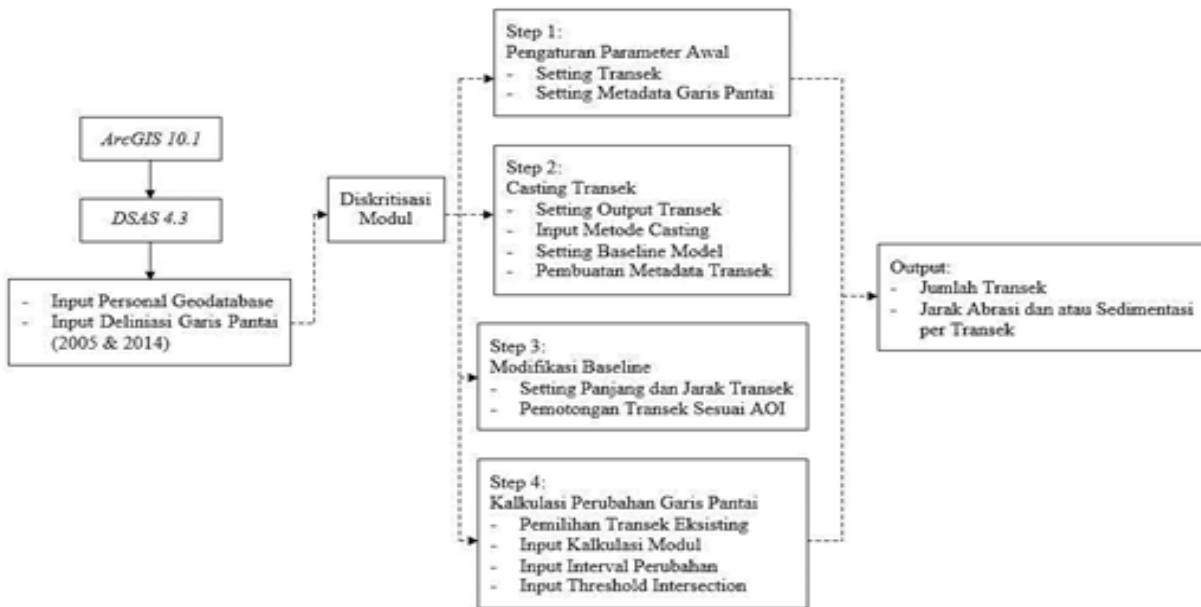 ArcGIS 10.1
DSAS 4.3
- Input Personal Geodatabase
- Input Deliniasi Garis Pantai
(2005 & 2014)
Diskritisasi
Modul
Step 1:
Pengaturan Parameter Awal
- Setting Transek
- Setting Metadata Garis Pantai
Step 2:
Casting Transek
- Setting Output Transek
- Input Metode Casting
- Setting Baseline Model
- Pembuatan Metadata Transek
Step 3:
Modifikasi Baseline
- Setting Panjang dan Jarak Transek
- Pemotongan Transek Sesuai AOI
Step 4:
Kalkulasi Perubahan Garis Pantai
- Pemilihan Transek Eksisting
- Input Kalkulasi Modul
- Input Interval Perubahan
- Input Threshold Intersection
Output:
- Jumlah Transek
- Jarak Abrasi dan atau Sedimentasi
per Transek